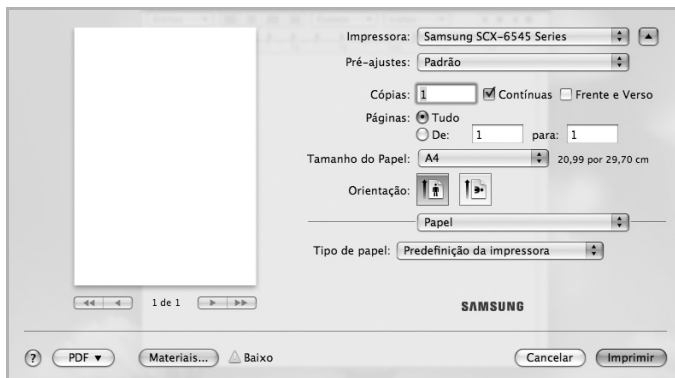 Impressora: Samsung SCX-6545 Series
Pré-ajustes: Padrão
Cópias: 1 Contínuas Frente e Verso
Páginas: Tudo
De: 1 para: 1
Tamanho do Papel: A4 20,99 por 29,70 cm
Orientação:
Papel
Tipo de papel: Predefinição da impressora
1 de 1
SAMSUNG
? PDF Materiais... Baixo Cancelar Imprimir